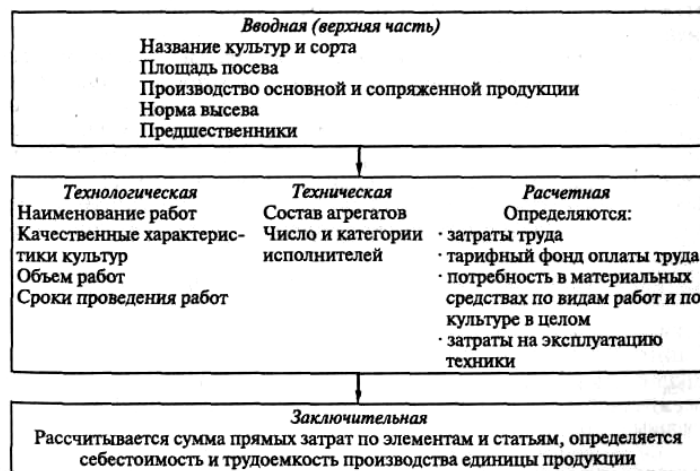 Вводная (верхняя часть)
Название культур и сорта
Площадь посева
Производство основной и сопряженной продукции
Норма высева
Предшественники
Технологическая
Наименование работ
Качественные характерис-
тики культур
Объем работ
Сроки проведения работ
Техническая
Состав агрегатов
Число и категории
исполнителей
Расчетная
Определяются:
· затраты труда
· тарифный фонд оплаты труда
· потребность в материальных
средствах по видам работ и по
культуре в целом
· затраты на эксплуатацию
техники
Заключительная
Рассчитывается сумма прямых затрат по элементам и статьям, определяется
себестоимость и трудоемкость производства единицы продукции